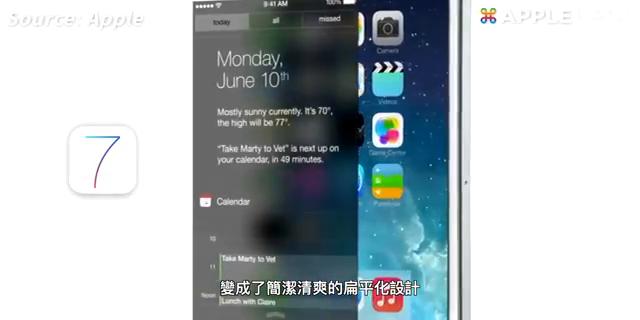 Source: Apple
APPLE
9:41 AM
100%
today
all
missed
Monday,
June 10th
Mostly sunny currently. It's 70°,
the high will be 77°.
"Take Marty to Vet" is next up on
your calendar, in 49 minutes.
Calendar
10
Take Marty to Vet
11
Noon
Lunch with Claire
Camera
Videos
Game Center
7
變成了簡潔清爽的扁平化設計